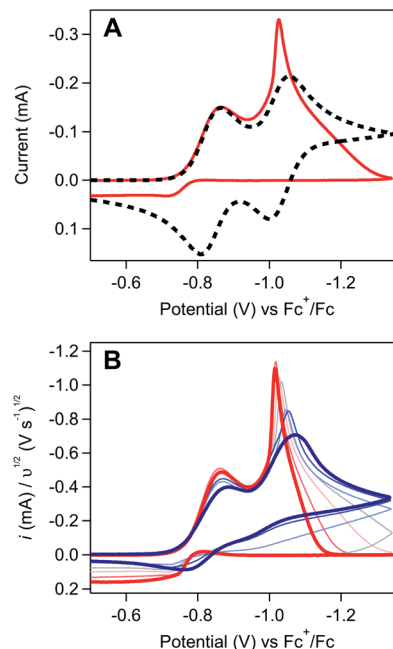 A
Current (mA)
-0.3
-0.2
-0.1
0.0
0.1
-0.6 -0.8 -1.0 -1.2
Potential (V) vs Fc+/Fc
B
i (mA) / υ1/2 (V s-1)1/2
-1.2
-1.0
-0.8
-0.6
-0.4
-0.2
0.0
0.2
-0.6 -0.8 -1.0 -1.2
Potential (V) vs Fc+/Fc